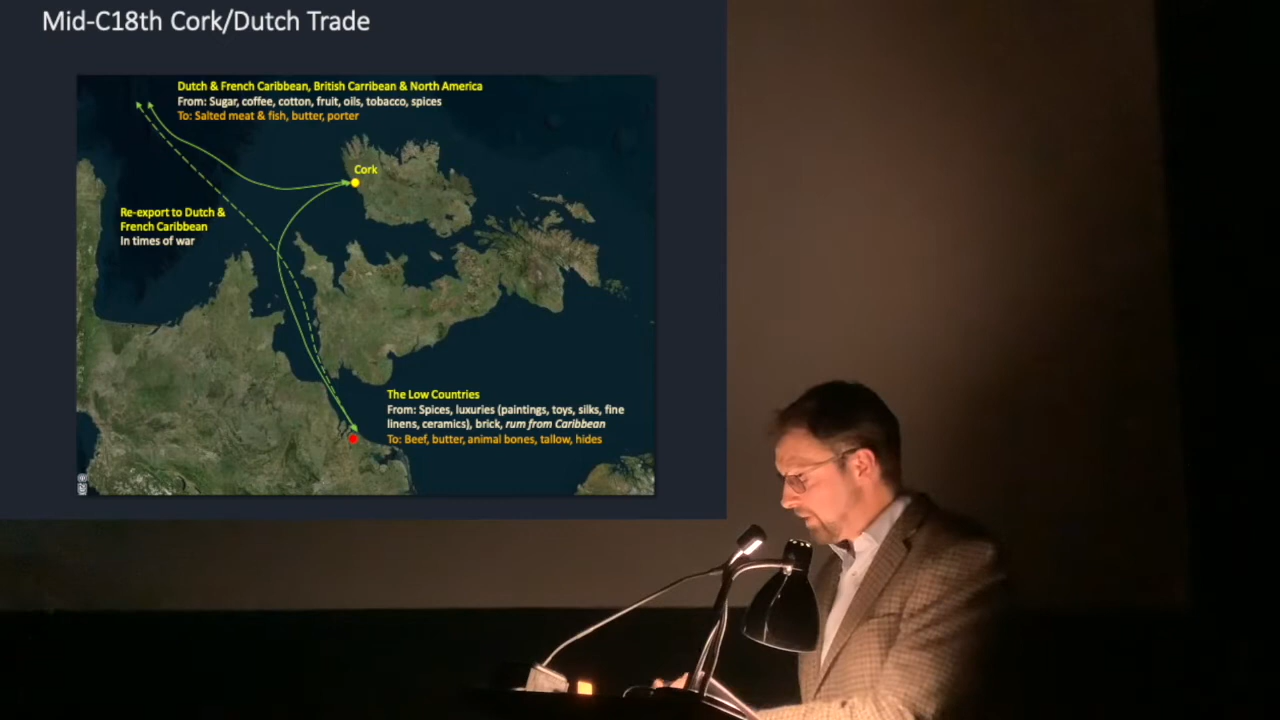 Mid-C18th Cork/Dutch Trade
Dutch & French Caribbean, British Carribean & North America
From: Sugar, coffee, cotton, fruit, oils, tobacco, spices
To: Salted meat & fish, butter, porter
Cork
Re-export to Dutch &
French Caribbean
In times of war
The Low Countries
From: Spices, luxuries (paintings, toys, silks, fine
linens, ceramics), brick, rum from Caribbean
To: Beef, butter, animal bones, tallow, hides